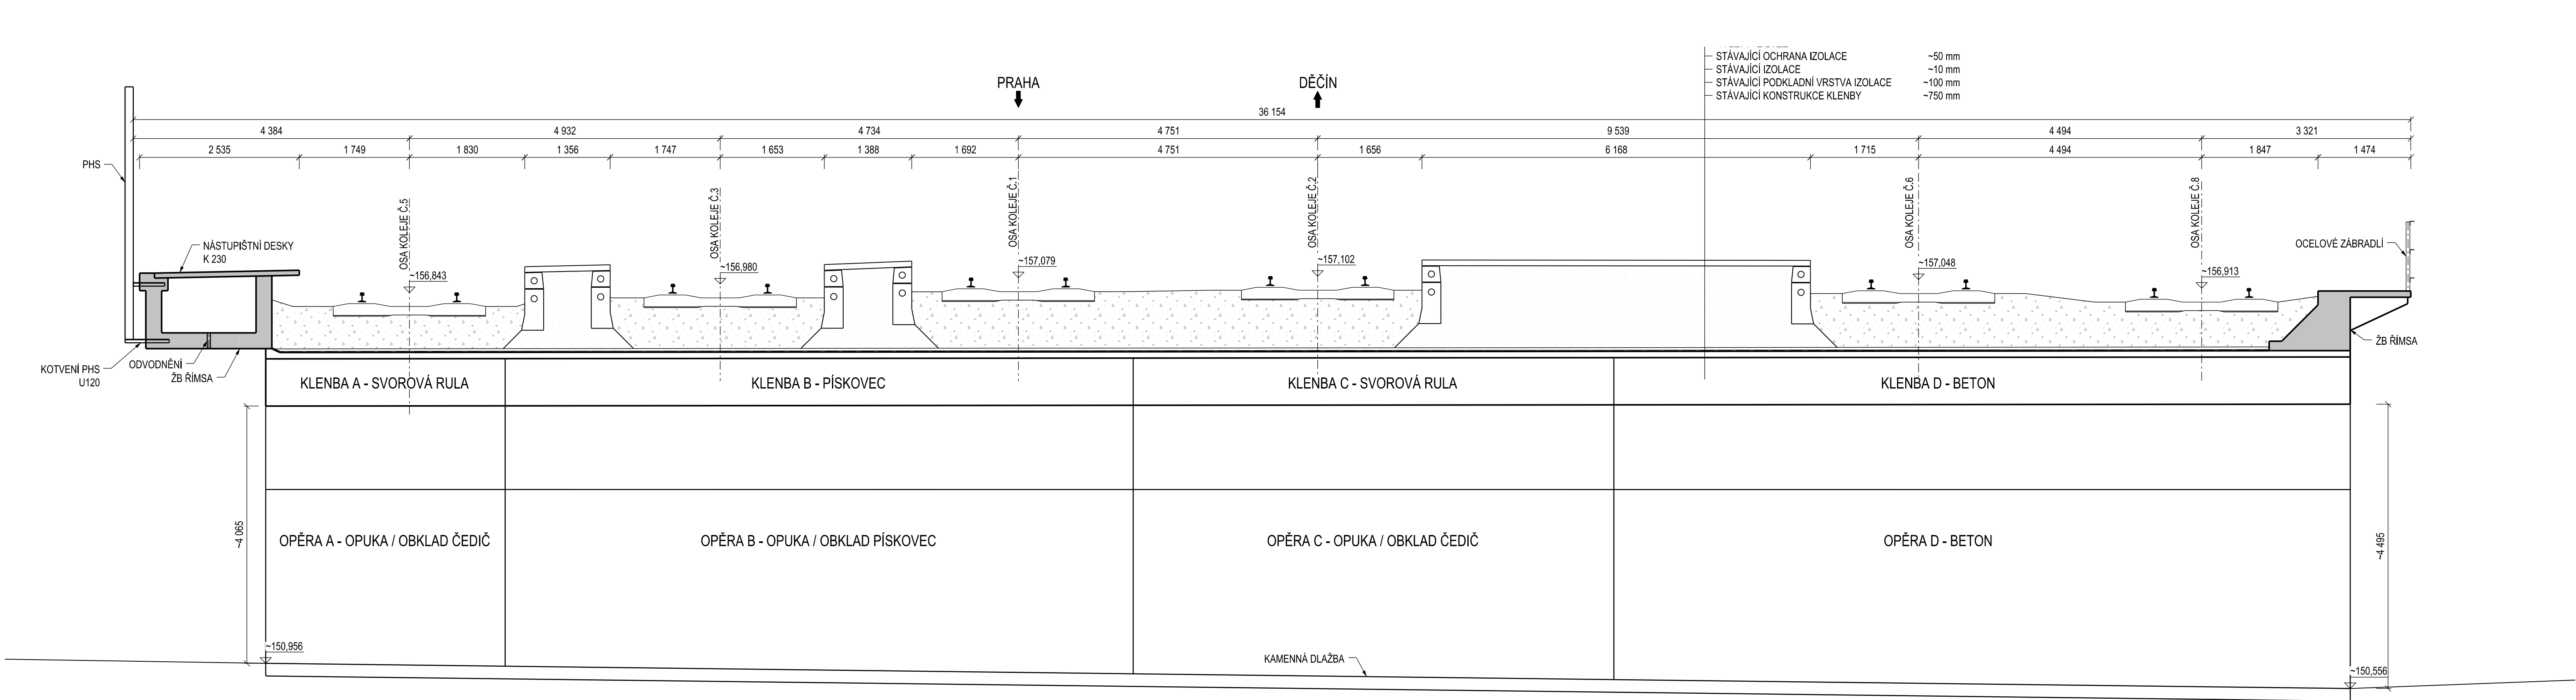 STÁVAJÍCÍ OCHRANA IZOLACE ~50 mm
STÁVAJÍCÍ IZOLACE ~10 mm
STÁVAJÍCÍ PODKLADNÍ VRSTVA IZOLACE ~100 mm
STÁVAJÍCÍ KONSTRUKCE KLENBY ~750 mm
PRAHA
DĚČÍN
36 154
4 384 4 932 4 734 4 751 9 539 4 494 3 321
2 535 1 749 1 830 1 356 1 747 1 653 1 388 1 692 4 751 1 656 6 168 1 715 4 494 1 847 1 474
PHS
OSA KOLEJE Č.5
OSA KOLEJE Č.3
OSA KOLEJE Č.1
OSA KOLEJE Č.2
OSA KOLEJE Č.6
OSA KOLEJE Č.8
NÁSTUPIŠTNÍ DESKY
K 230
OCELOVÉ ZÁBRADLÍ
~156,843
~156,980
~157,079
~157,102
~157,048
~156,913
KOTVENÍ PHS
U120
ODVODNĚNÍ
ŽB ŘÍMSA
ŽB ŘÍMSA
KLENBA A - SVOROVÁ RULA
KLENBA B - PÍSKOVEC
KLENBA C - SVOROVÁ RULA
KLENBA D - BETON
~4 065
~4 495
OPĚRA A - OPUKA / OBKLAD ČEDIČ
OPĚRA B - OPUKA / OBKLAD PÍSKOVEC
OPĚRA C - OPUKA / OBKLAD ČEDIČ
OPĚRA D - BETON
~150,956
KAMENNÁ DLAŽBA
~150,556